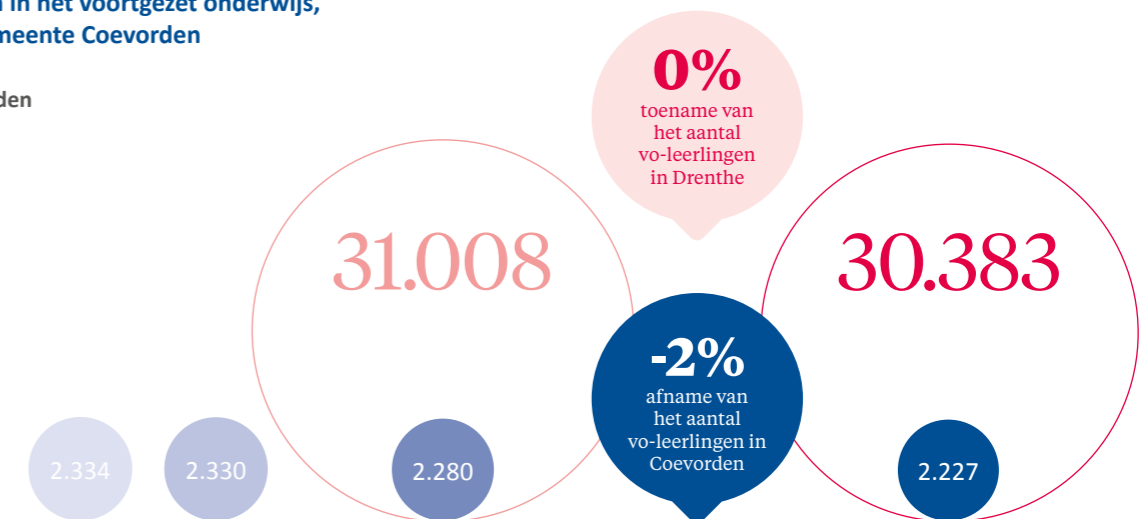 in het voortgezet onderwijs,
meente Coevorden
den
0%
toename van
het aantal
vo-leerlingen
in Drenthe
31.008
30.383
-2%
afname van
het aantal
vo-leerlingen in
Coevorden
2.334
2.330
2.280
2.227